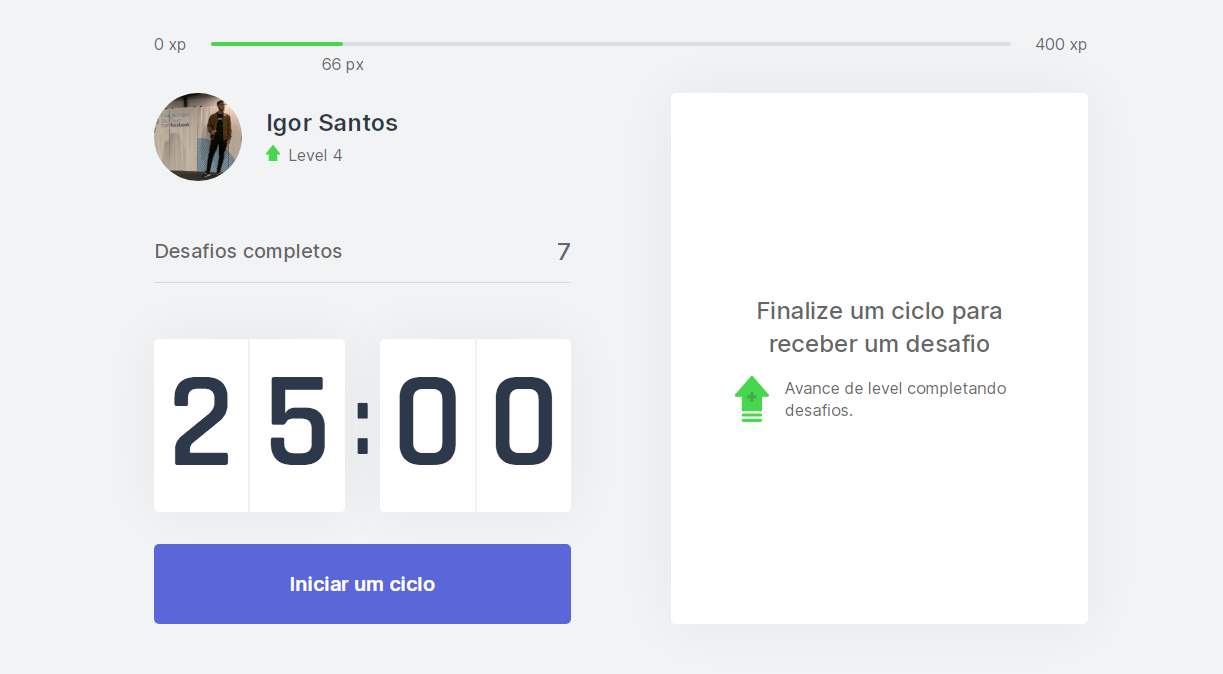 0 xp
400 xp
66 px
Igor Santos
Level 4
Desafios completos 7
25:00
Iniciar um ciclo
Finalize um ciclo para
receber um desafio
Avance de level completando
desafios.